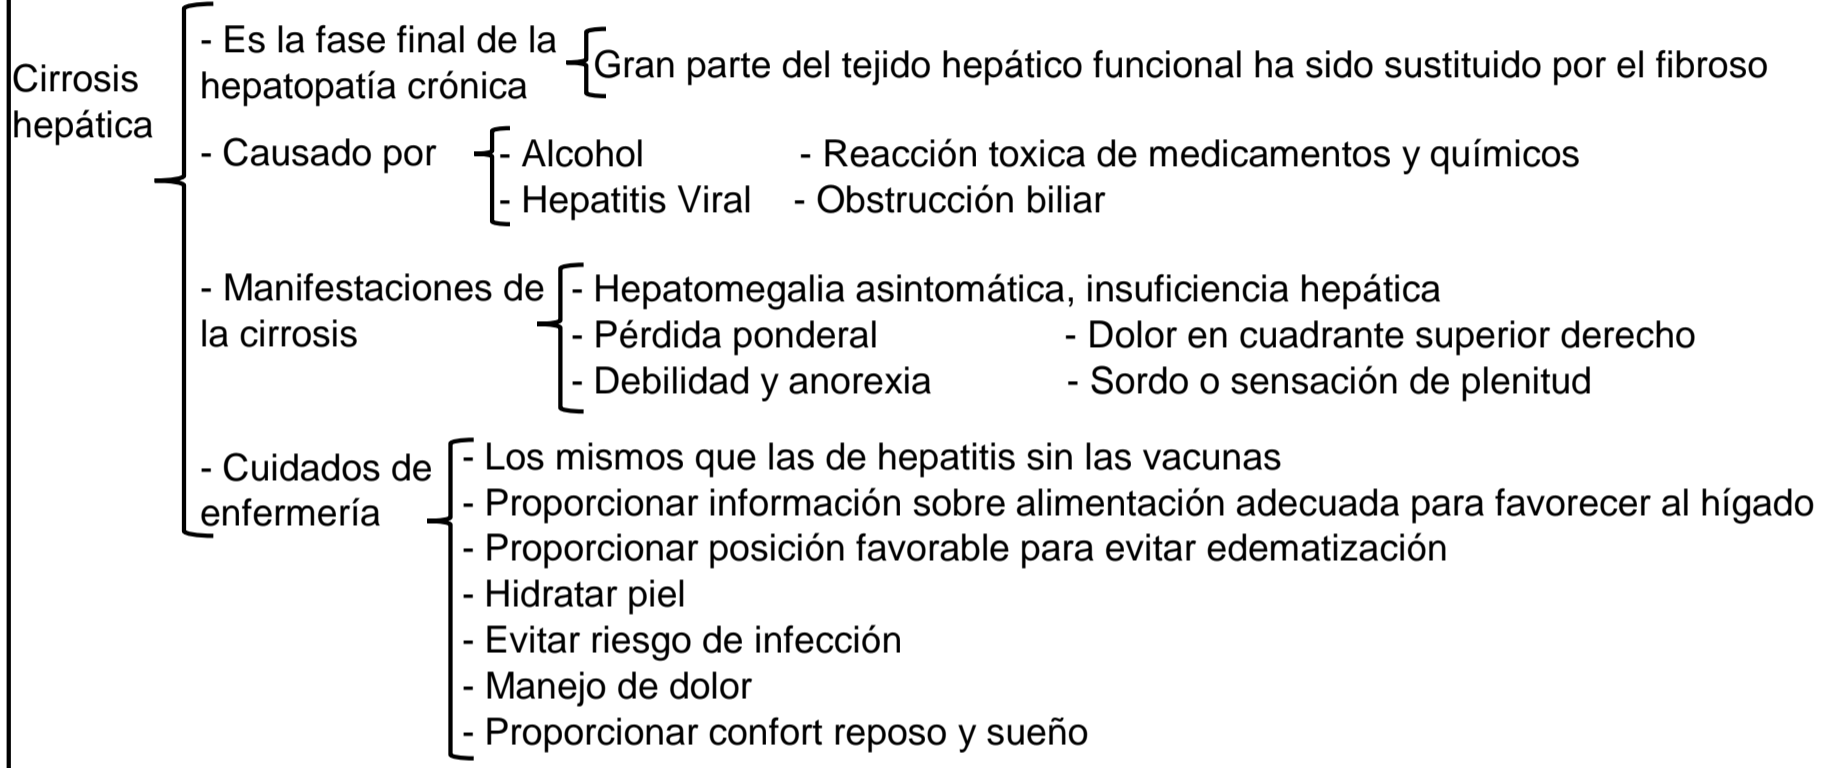 Cirrosis
hepática
- Es la fase final de la
hepatopatía crónica
Gran parte del tejido hepático funcional ha sido sustituido por el fibroso
- Causado por
- Alcohol - Reacción toxica de medicamentos y químicos
- Hepatitis Viral - Obstrucción biliar
- Manifestaciones de
la cirrosis
- Hepatomegalia asintomática, insuficiencia hepática
- Pérdida ponderal - Dolor en cuadrante superior derecho
- Debilidad y anorexia - Sordo o sensación de plenitud
- Cuidados de
enfermería
- Los mismos que las de hepatitis sin las vacunas
- Proporcionar información sobre alimentación adecuada para favorecer al hígado
- Proporcionar posición favorable para evitar edematización
- Hidratar piel
- Evitar riesgo de infección
- Manejo de dolor
- Proporcionar confort reposo y sueño